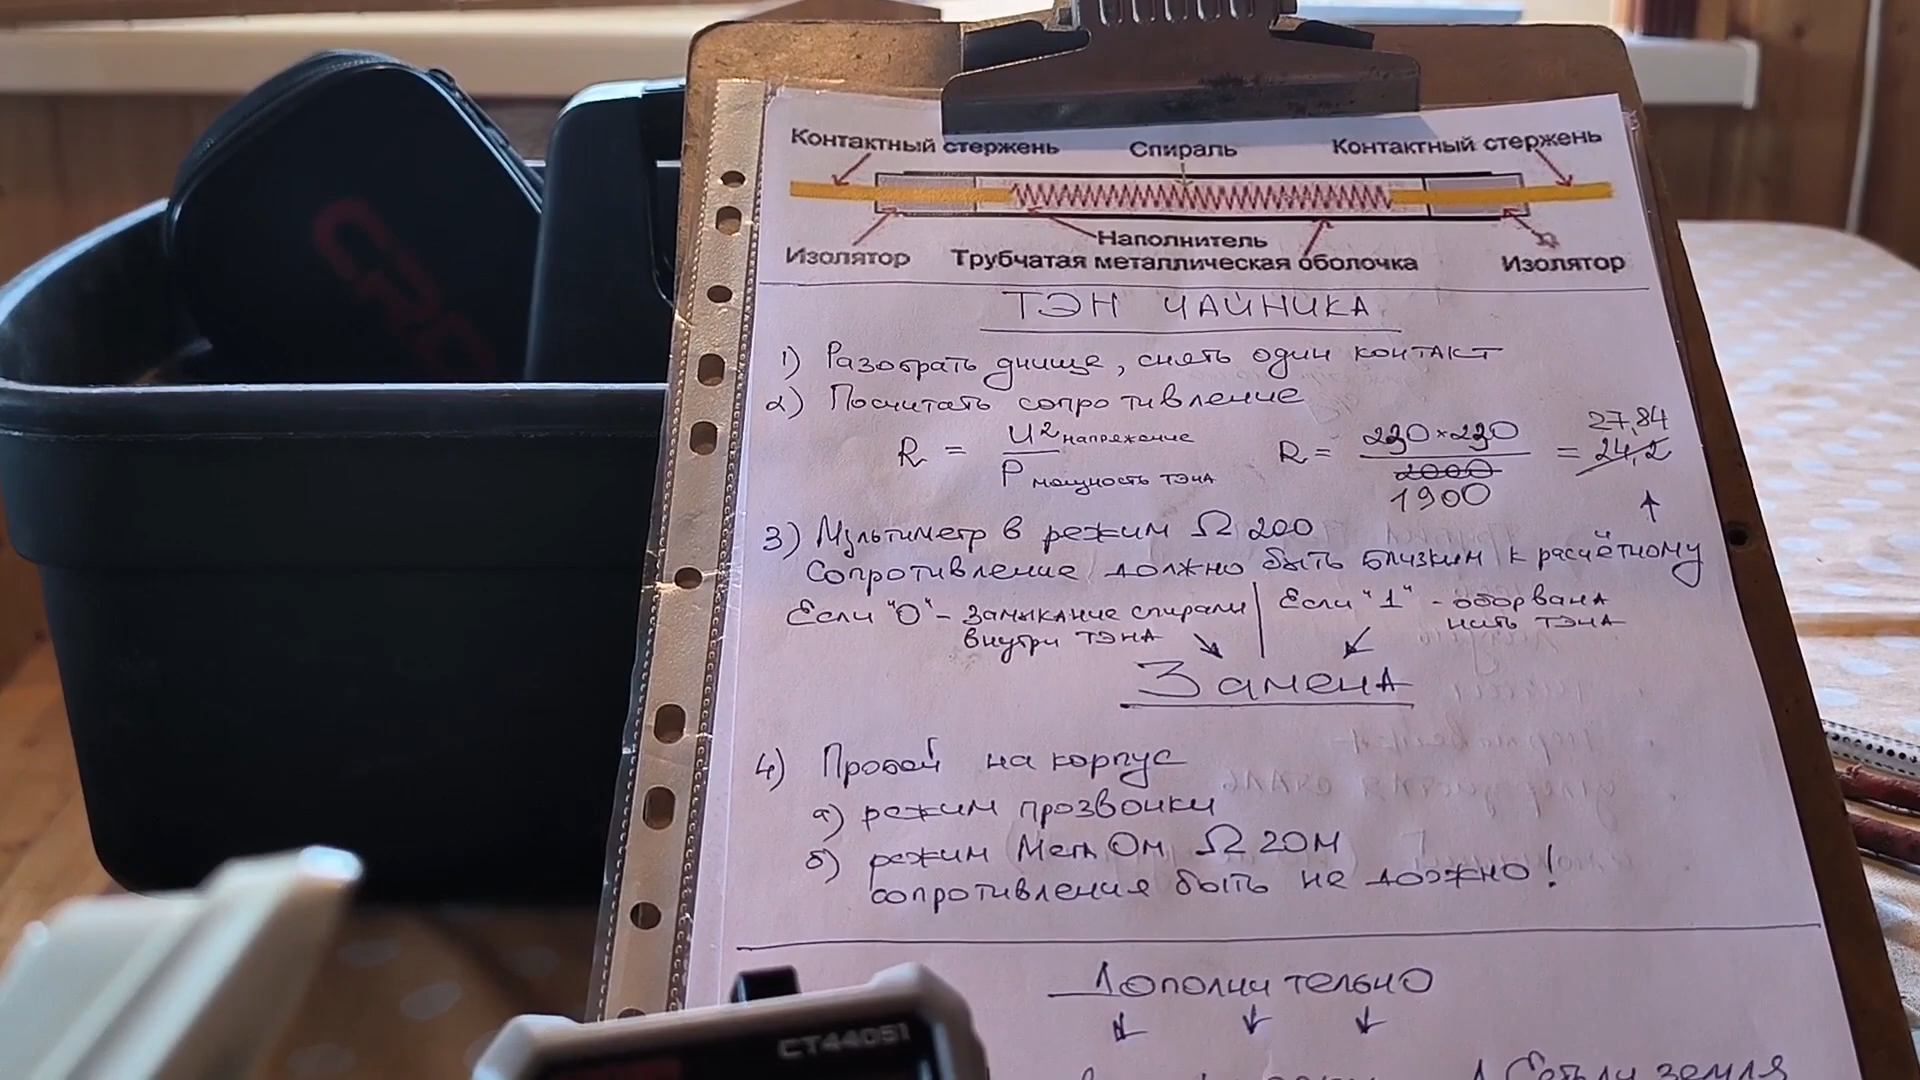 Контактный стержень Спираль Контактный стержень
Наполнитель
Изолятор Трубчатая металлическая оболочка Изолятор
ТЭН ЧАЙНИКА
1) Разобрать днище, снять один контакт
2) Посчитать сопротивление
R = U² напряжение / P мощность тэна R = 230×230 / 2000 1900 = 24,2 27,84
3) Мультиметр в режим Ω 200
Сопротивление должно быть близким к расчётному
Если "0" - замыкание спирали внутри ТЭНА
Если "1" - оборвана нить ТЭНА
Замена
4) Пробой на корпус
а) режим прозвонки
б) режим МегаОм Ω 20М
сопротивления быть не должно!
Дополнительно
земля
CT44051